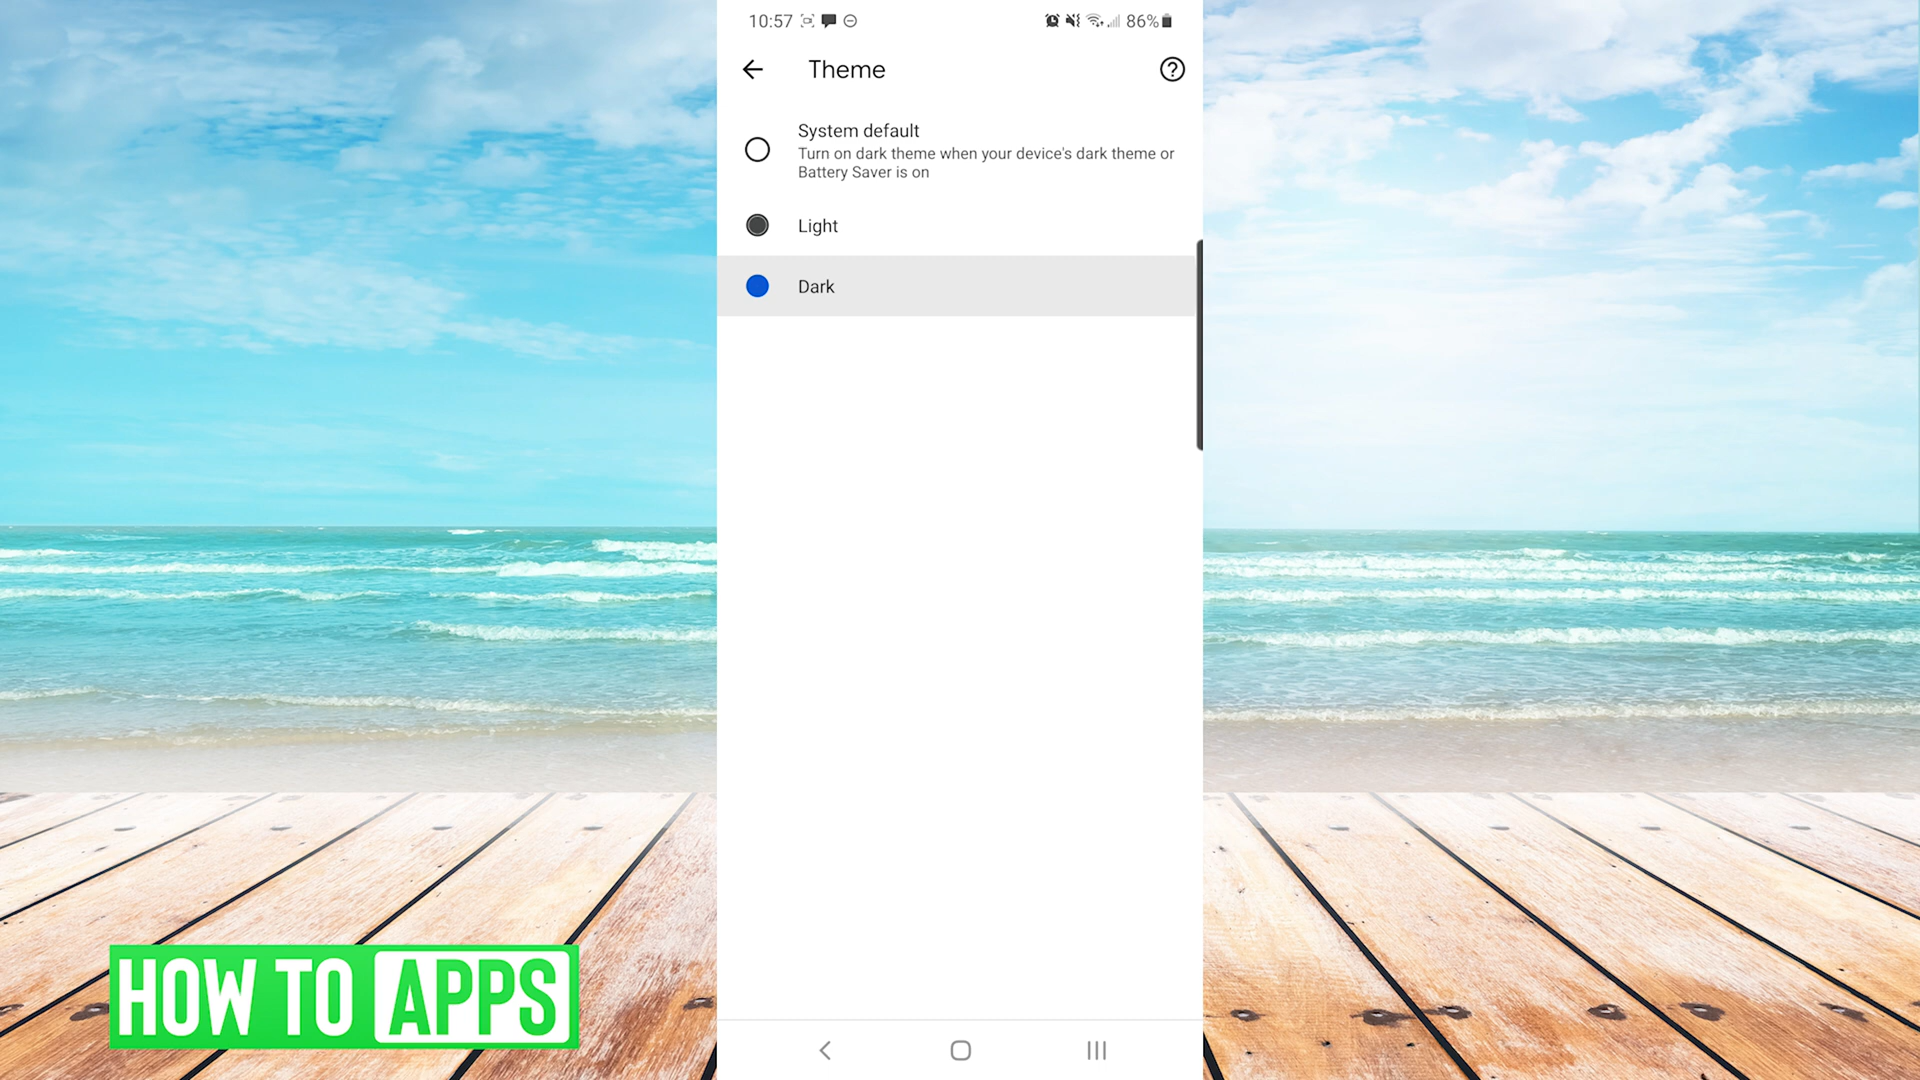 10:57
86%
Theme
System default
Turn on dark theme when your device's dark theme or
Battery Saver is on
Light
Dark
HOW TO APPS